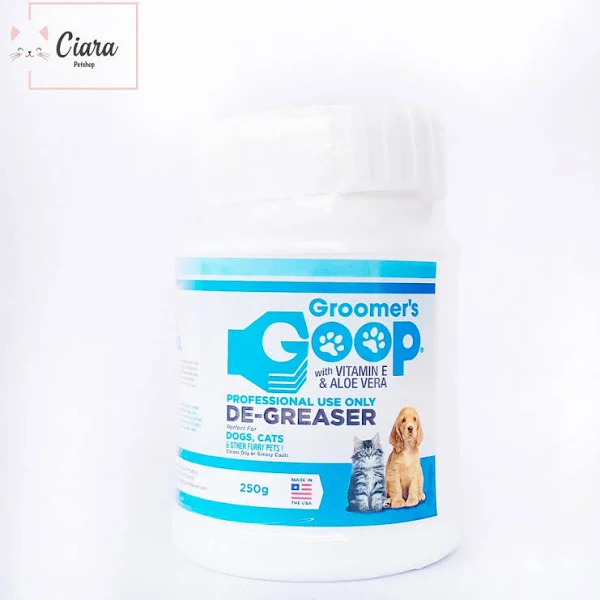 Ciara
Petshop
Groomer's
GOOP®
with VITAMIN E
& ALOE VERA
PROFESSIONAL USE ONLY
DE-GREASER
Perfect For
DOGS, CATS
& OTHER FURRY PETS !
Cleans Oily or Greasy Coats
250g
MADE IN
THE USA